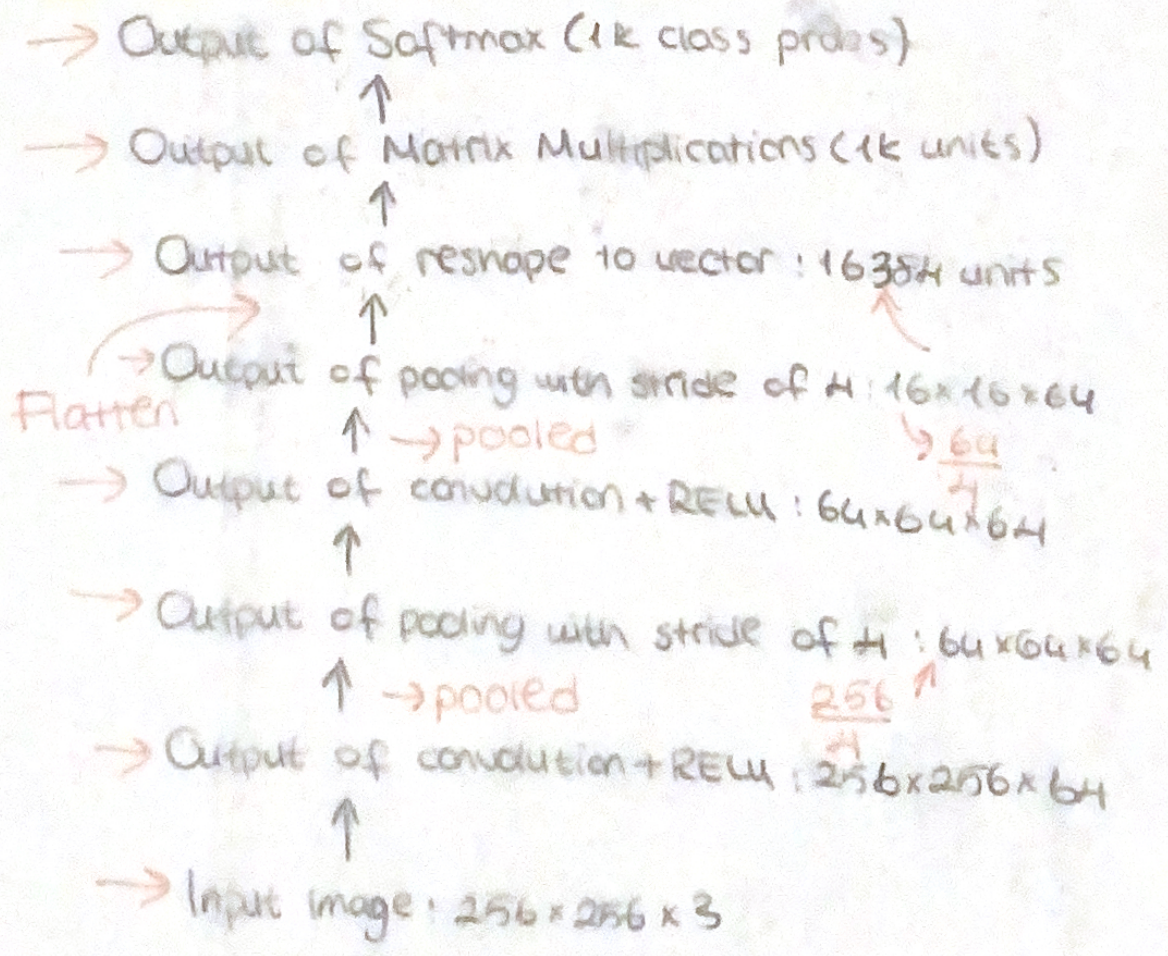 → Output of Softmax (1k class probs)
↑
→ Output of Matrix Multiplications (1k units)
↑
→ Output of reshape to vector : 16384 units
↑
→ Output of pooling with stride of 4 : 16×16×64
Flatten
↑ → pooled
64
4
→ Output of convolution + RELU : 64×64×64
↑
→ Output of pooling with stride of 4 : 64×64×64
↑ → pooled
256
4
→ Output of convolution + RELU : 256×256×64
↑
→ Input image : 256 × 256 × 3